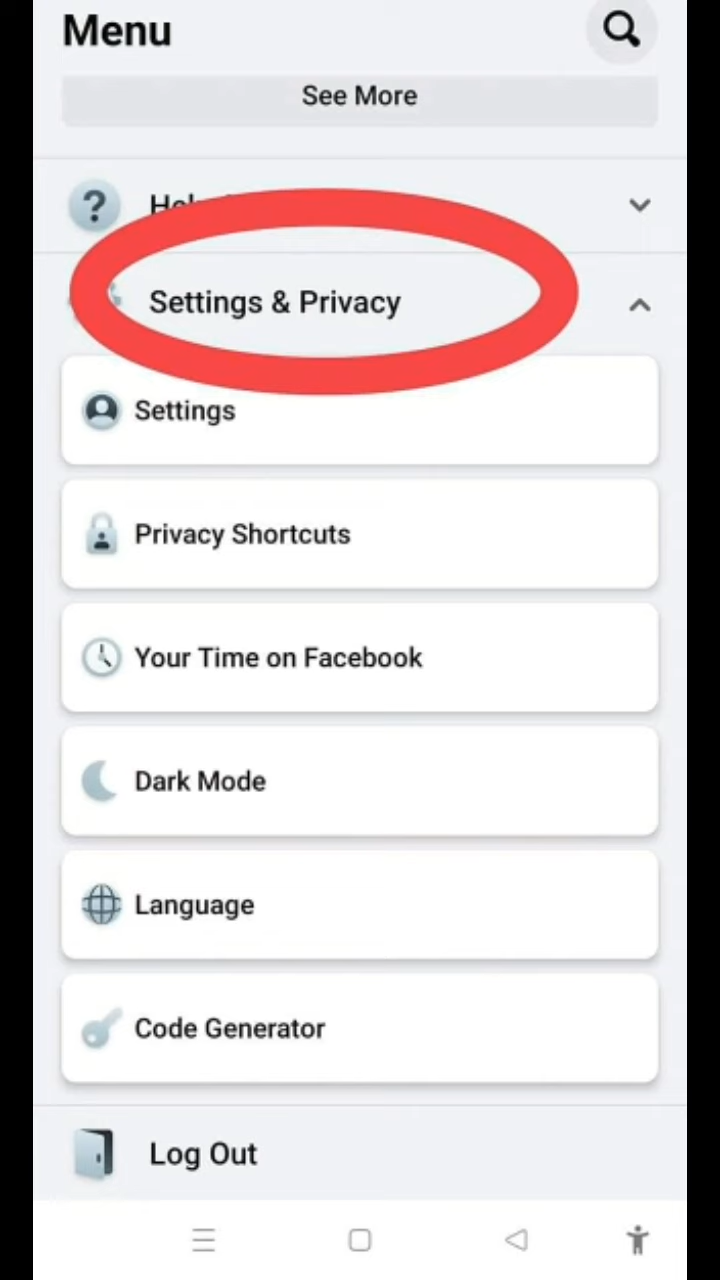 Menu
See More
Settings & Privacy
Settings
Privacy Shortcuts
Your Time on Facebook
Dark Mode
Language
Code Generator
Log Out